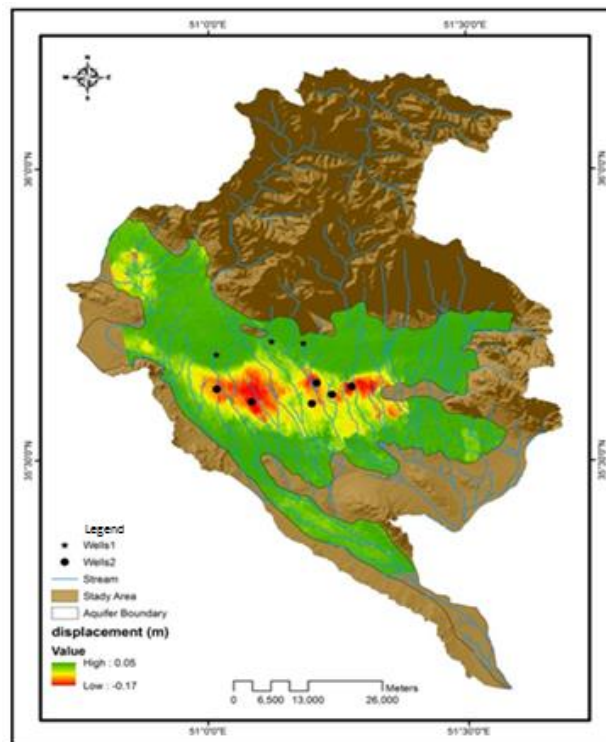 51°0'0"E 51°30'0"E
N
W E
S
36°0'0"N 36°0'0"N
35°30'0"N 35°30'0"N
Legend
Wells1
Wells2
Stream
Stady Area
Aquifer Boundary
displacement (m)
Value
High : 0.05
Low : -0.17
Meters
0 6,500 13,000 26,000
51°0'0"E 51°30'0"E